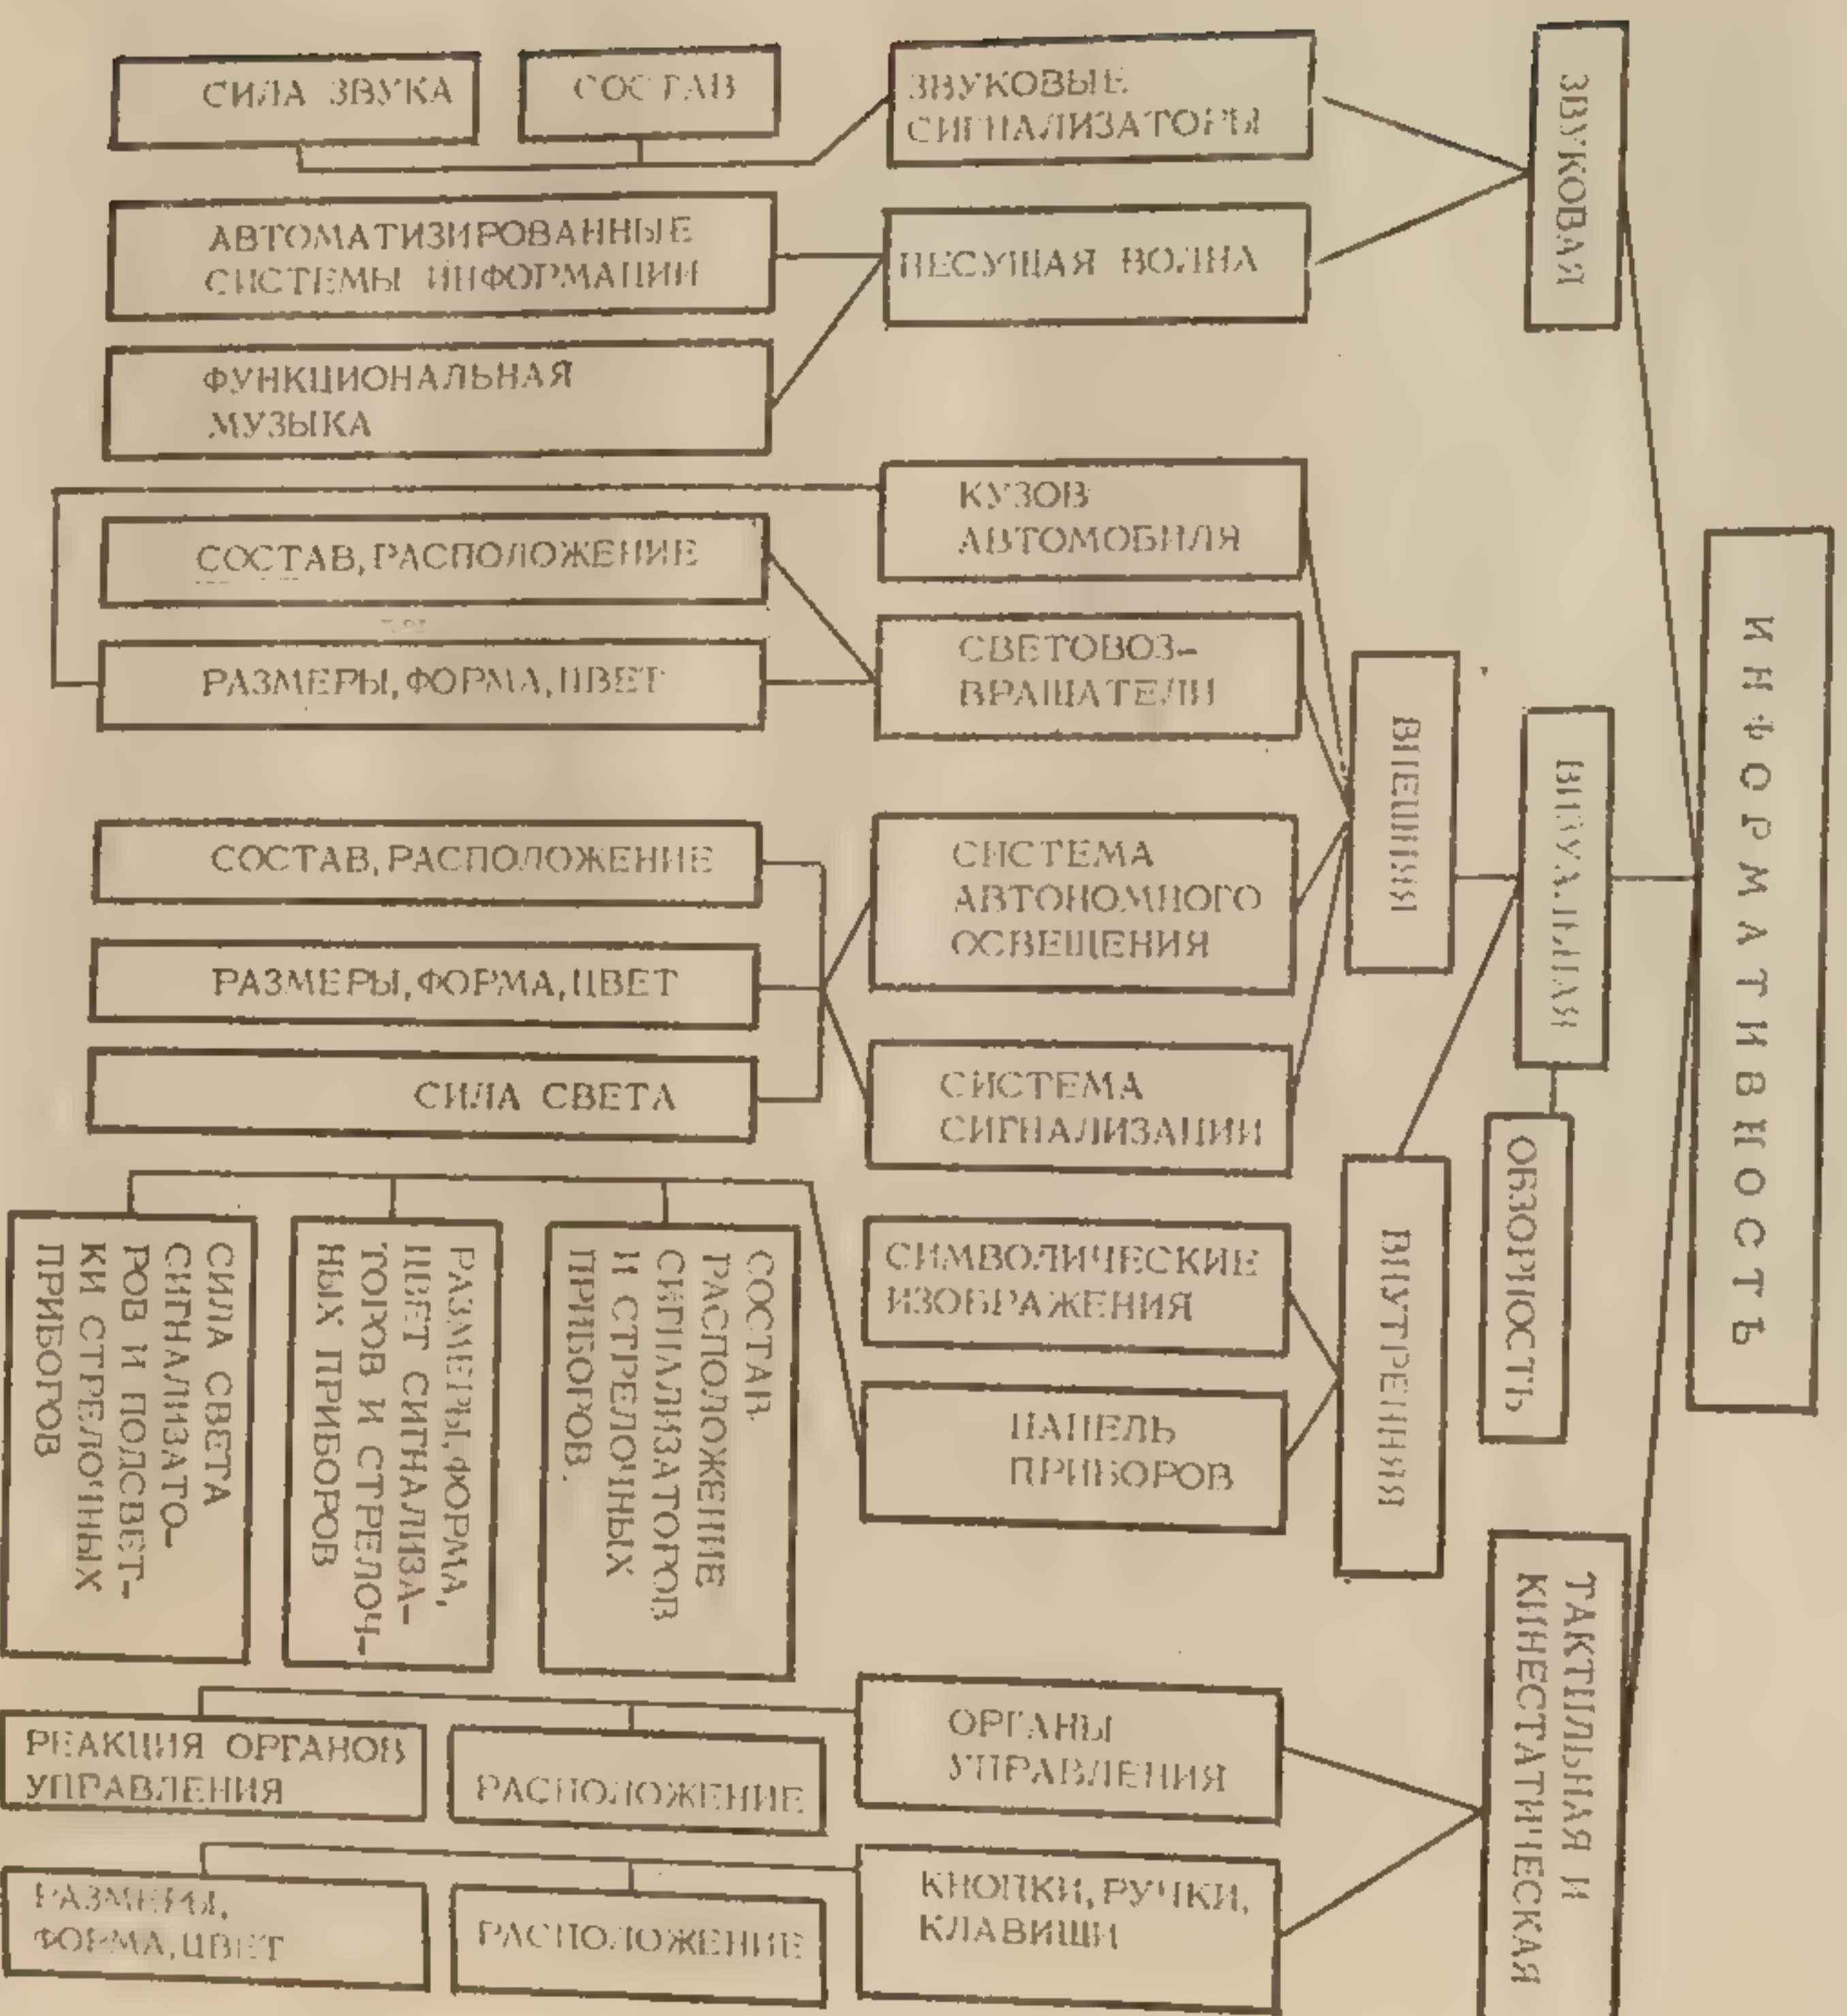 ИНФОРМАТИВНОСТЬ
ЗВУКОВАЯ
ЗВУКОВЫЕ
СИГНАЛИЗАТОРЫ
СОСТАВ
СИЛА ЗВУКА
НЕСУЩАЯ ВОЛНА
АВТОМАТИЗИРОВАННЫЕ
СИСТЕМЫ ИНФОРМАЦИИ
ФУНКЦИОНАЛЬНАЯ
МУЗЫКА
ВИЗУАЛЬНАЯ
ОБЗОРНОСТЬ
ВНЕШНЯЯ
КУЗОВ
АВТОМОБИЛЯ
СВЕТОВОЗ-
ВРАЩАТЕЛИ
СОСТАВ, РАСПОЛОЖЕНИЕ
РАЗМЕРЫ, ФОРМА, ЦВЕТ
СИСТЕМА
АВТОНОМНОГО
ОСВЕЩЕНИЯ
СИСТЕМА
СИГНАЛИЗАЦИИ
СОСТАВ, РАСПОЛОЖЕНИЕ
РАЗМЕРЫ, ФОРМА, ЦВЕТ
СИЛА СВЕТА
ВНУТРЕННЯЯ
СИМВОЛИЧЕСКИЕ
ИЗОБРАЖЕНИЯ
ПАНЕЛЬ
ПРИБОРОВ
СОСТАВ,
РАСПОЛОЖЕНИЕ
СИГНАЛИЗАТОРОВ
И СТРЕЛОЧНЫХ
ПРИБОРОВ.
РАЗМЕРЫ, ФОРМА,
ЦВЕТ СИГНАЛИЗА-
ТОРОВ И СТРЕЛОЧ-
НЫХ ПРИБОРОВ
СИЛА СВЕТА
СИГНАЛИЗАТО-
РОВ И ПОДСВЕТ-
КИ СТРЕЛОЧНЫХ
ПРИБОРОВ
ТАКТИЛЬНАЯ И
КИНЕСТАТИЧЕСКАЯ
ОРГАНЫ
УПРАВЛЕНИЯ
РАСПОЛОЖЕНИЕ
РЕАКЦИЯ ОРГАНОВ
УПРАВЛЕНИЯ
КНОПКИ, РУЧКИ,
КЛАВИШИ
РАСПОЛОЖЕНИЕ
РАЗМЕРЫ,
ФОРМА, ЦВЕТ